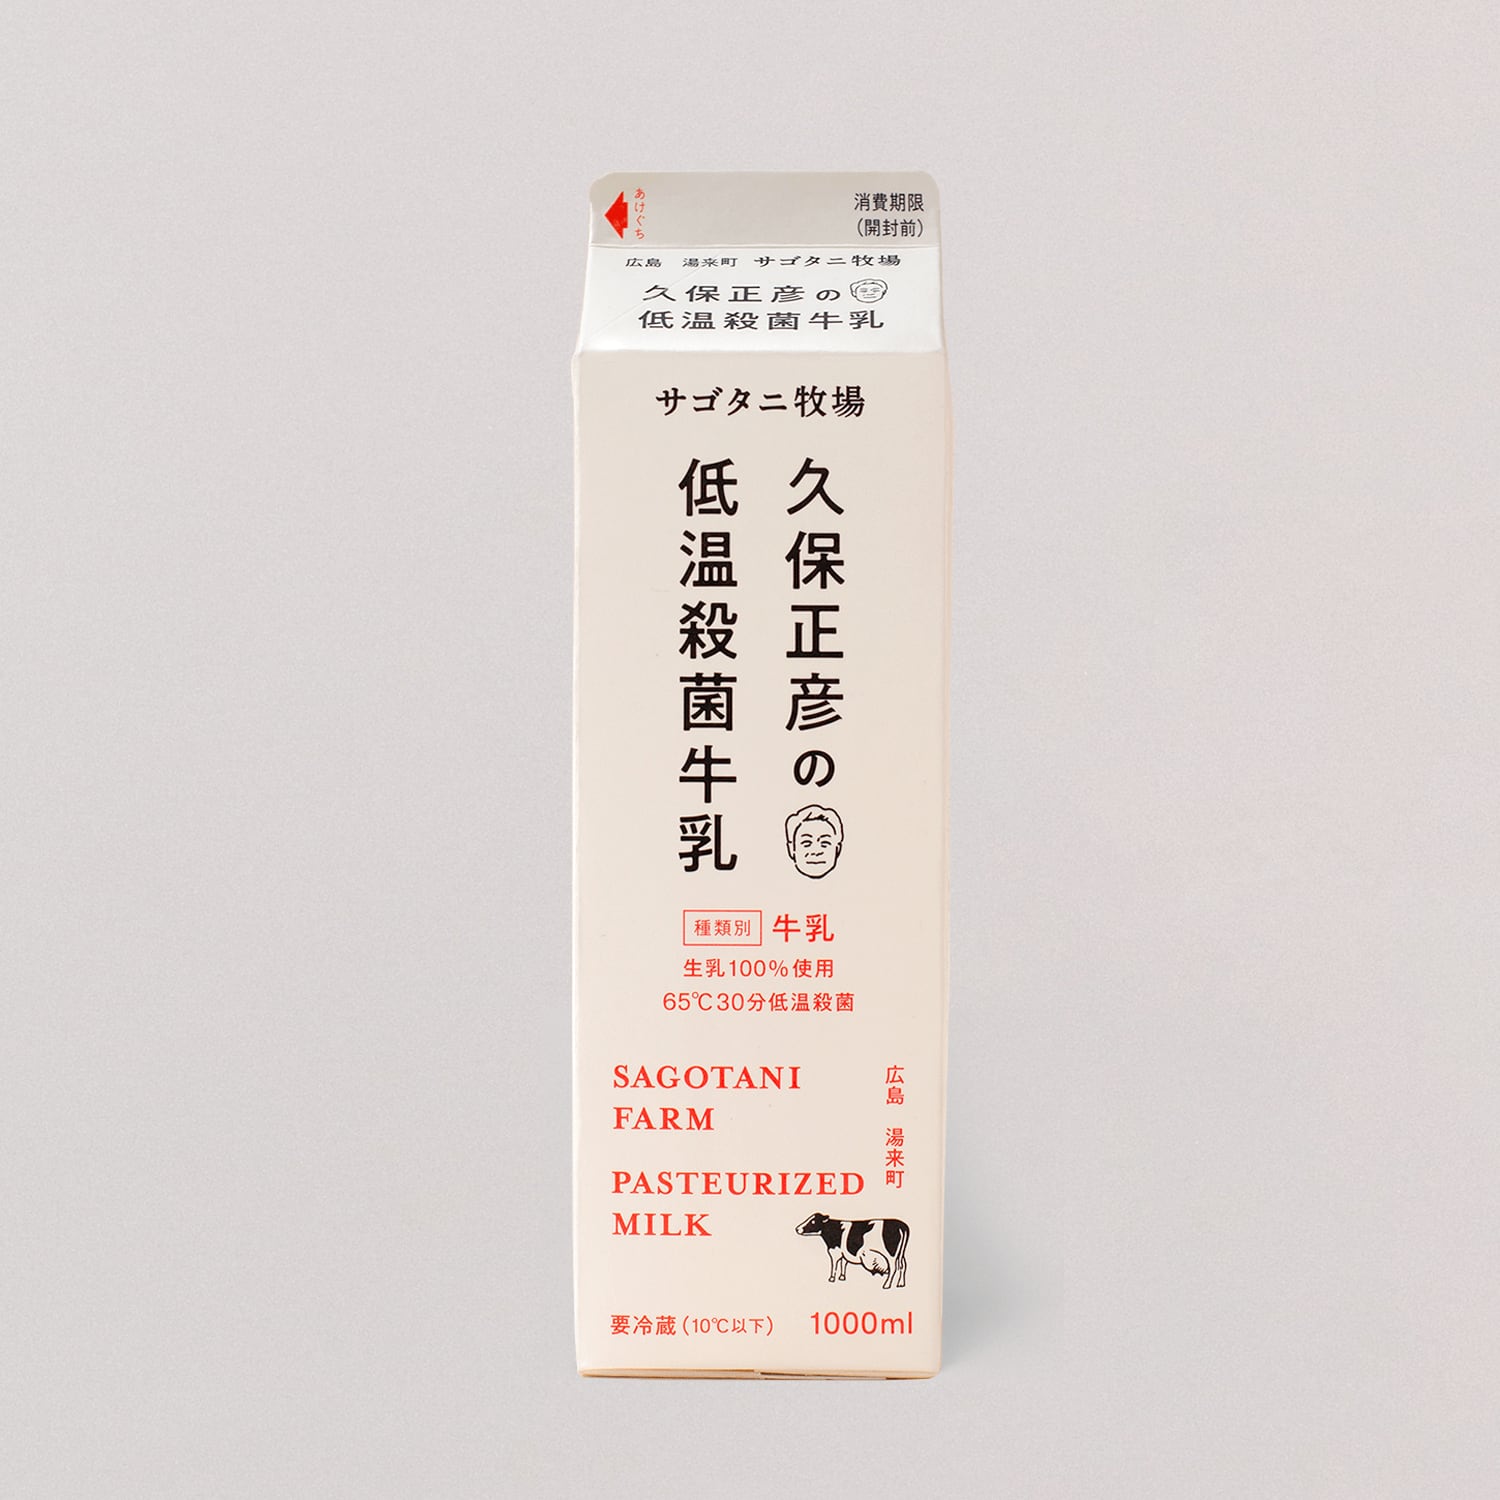 あけぐち
消費期限
(開封前)
広島 湯来町 サゴタニ牧場
久保正彦の
低温殺菌牛乳
サゴタニ牧場
久保正彦の
低温殺菌牛乳
種類別 牛乳
生乳100%使用
65℃30分低温殺菌
SAGOTANI
FARM
広島 湯来町
PASTEURIZED
MILK
要冷蔵(10℃以下) 1000ml